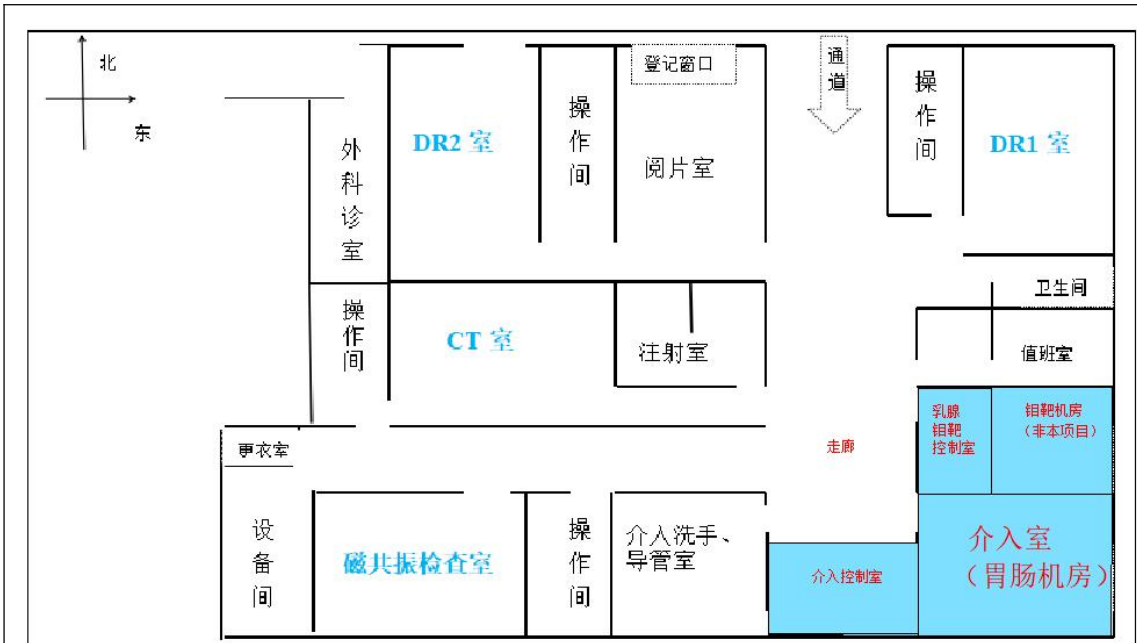 北
东
外科诊室
DR2 室
操作间
登记窗口
阅片室
通道
操作间
DR1 室
卫生间
值班室
操作间
CT 室
注射室
乳腺
钼靶
控制室
钼靶机房
（非本项目）
走廊
更衣室
设备间
磁共振检查室
操作间
介入洗手、
导管室
介入控制室
介入室
（胃肠机房）